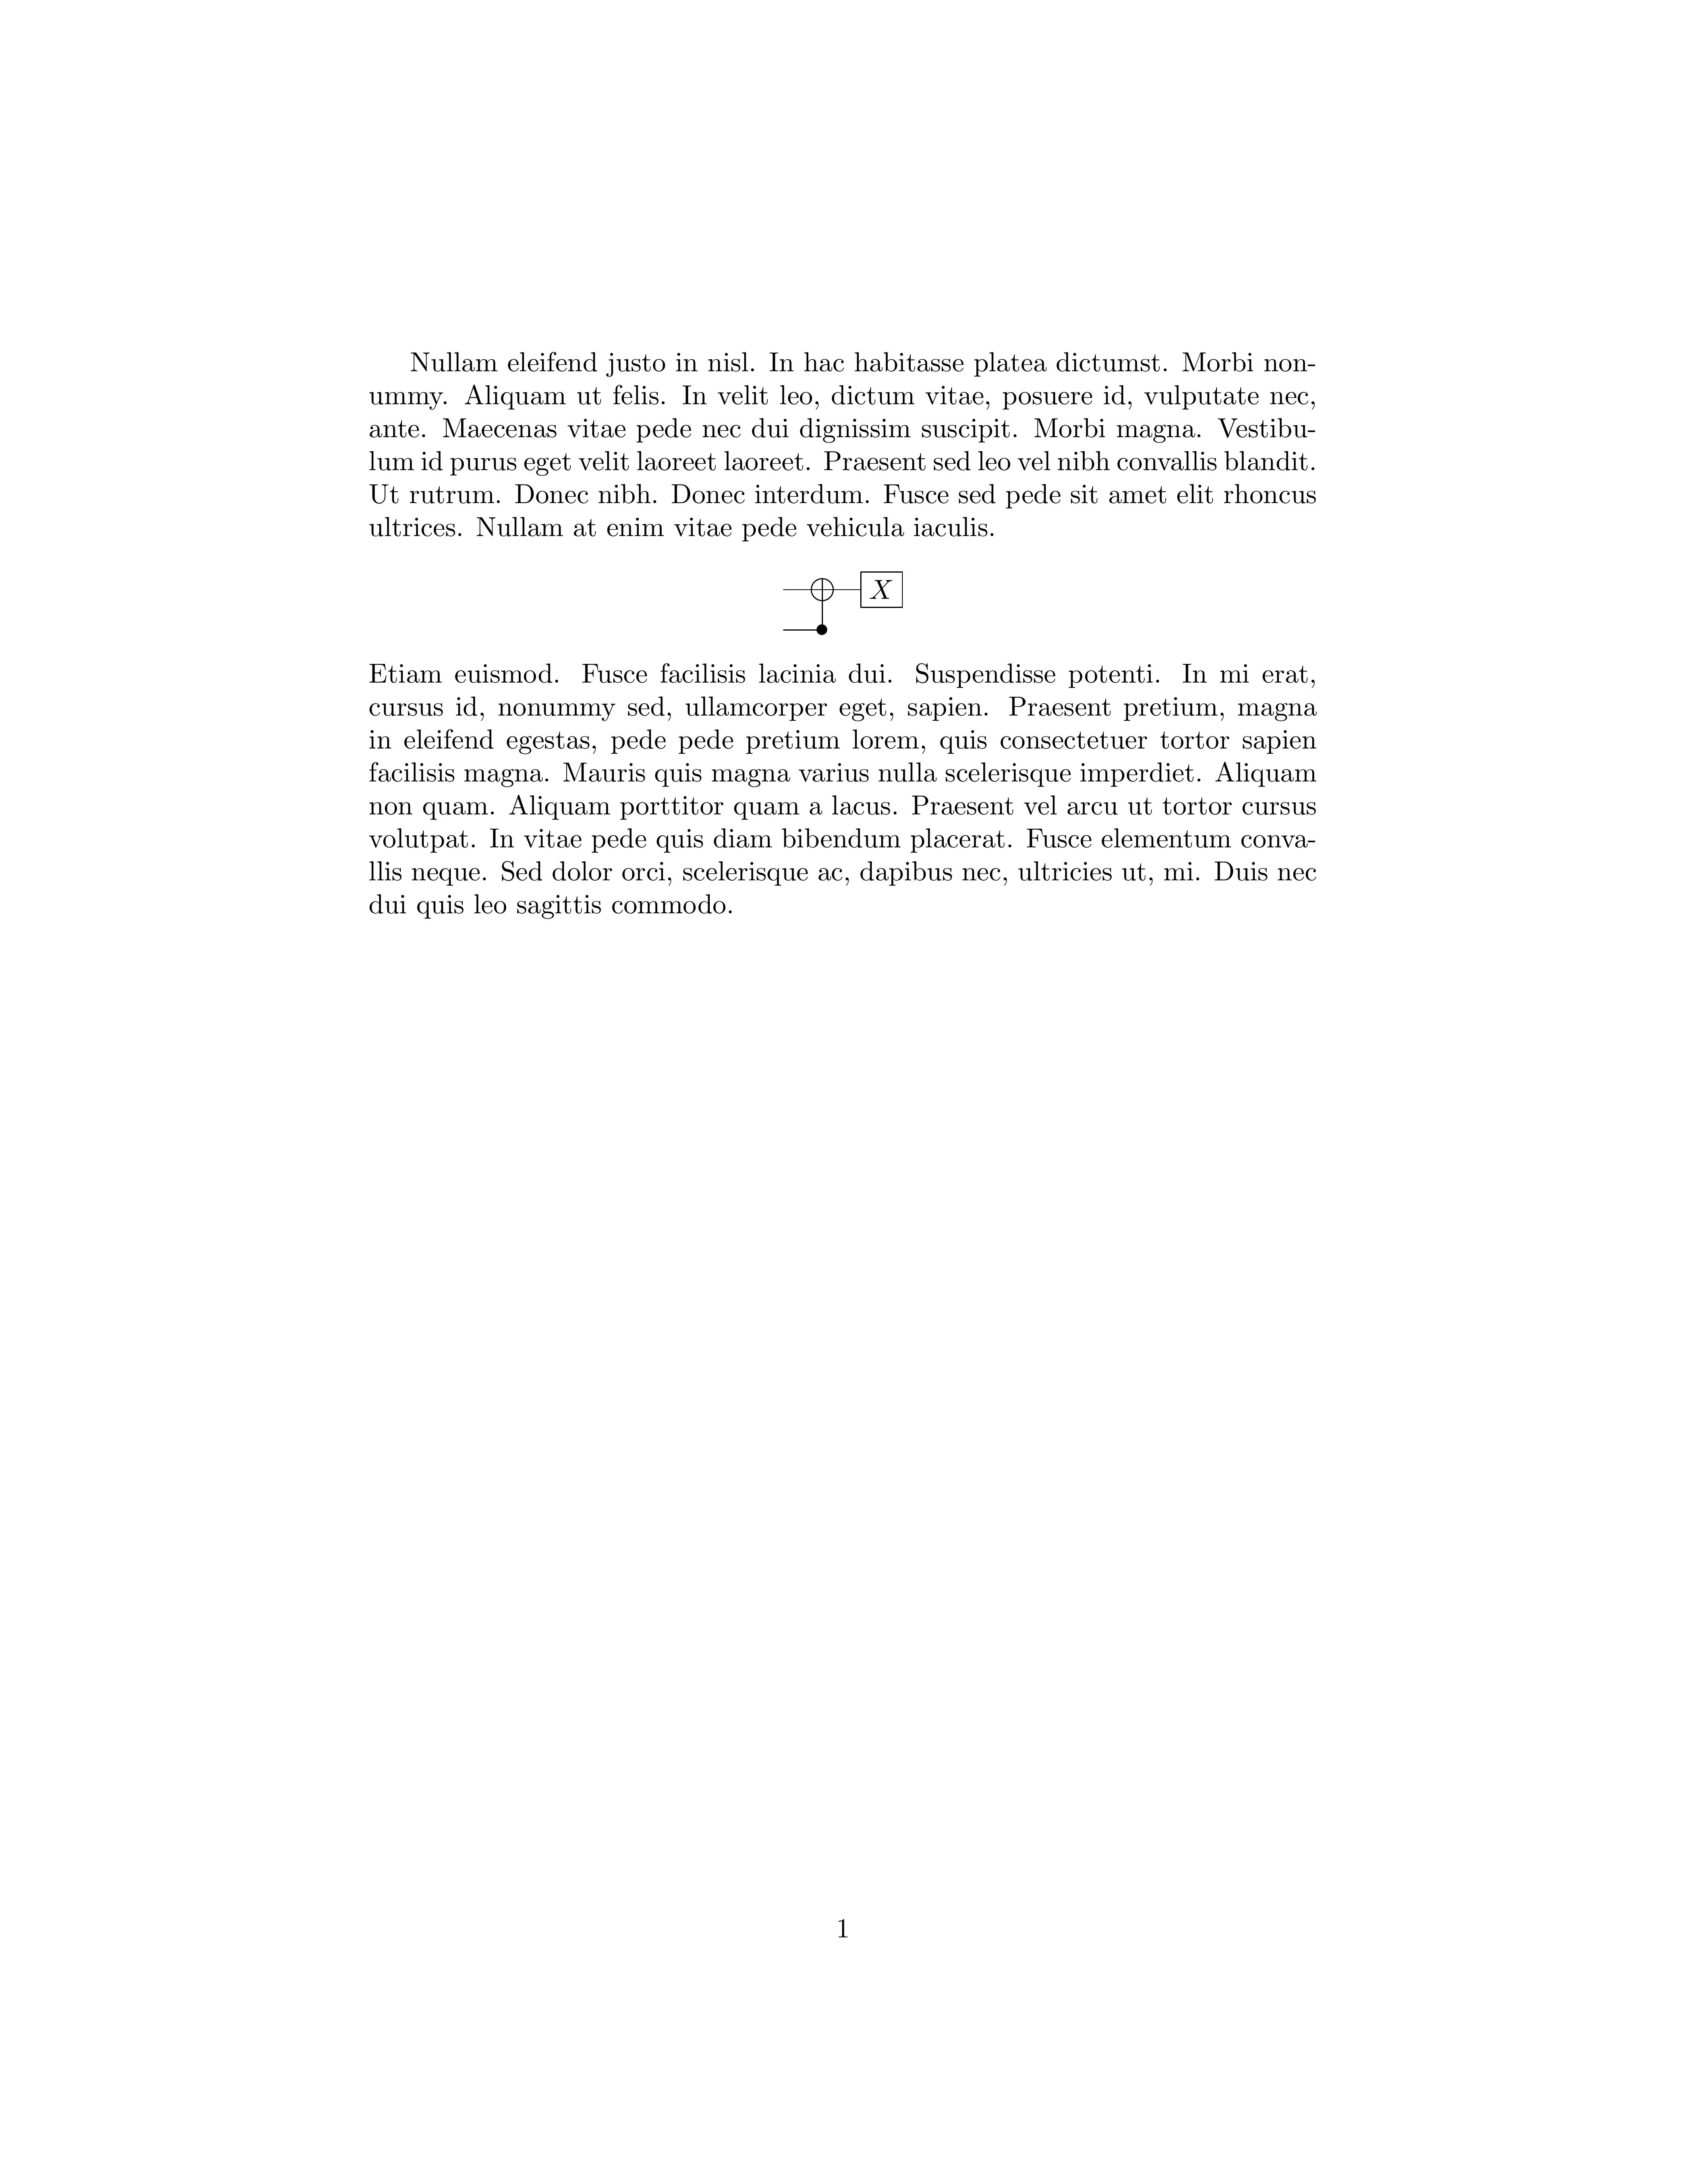 Nullam eleifend justo in nisl. In hac habitasse platea dictumst. Morbi non-
ummy. Aliquam ut felis. In velit leo, dictum vitae, posuere id, vulputate nec,
ante. Maecenas vitae pede nec dui dignissim suscipit. Morbi magna. Vestibu-
lum id purus eget velit laoreet laoreet. Praesent sed leo vel nibh convallis blandit.
Ut rutrum. Donec nibh. Donec interdum. Fusce sed pede sit amet elit rhoncus
ultrices. Nullam at enim vitae pede vehicula iaculis.
X
Etiam euismod. Fusce facilisis lacinia dui. Suspendisse potenti. In mi erat,
cursus id, nonummy sed, ullamcorper eget, sapien. Praesent pretium, magna
in eleifend egestas, pede pede pretium lorem, quis consectetuer tortor sapien
facilisis magna. Mauris quis magna varius nulla scelerisque imperdiet. Aliquam
non quam. Aliquam porttitor quam a lacus. Praesent vel arcu ut tortor cursus
volutpat. In vitae pede quis diam bibendum placerat. Fusce elementum conva-
llis neque. Sed dolor orci, scelerisque ac, dapibus nec, ultricies ut, mi. Duis nec
dui quis leo sagittis commodo.
1